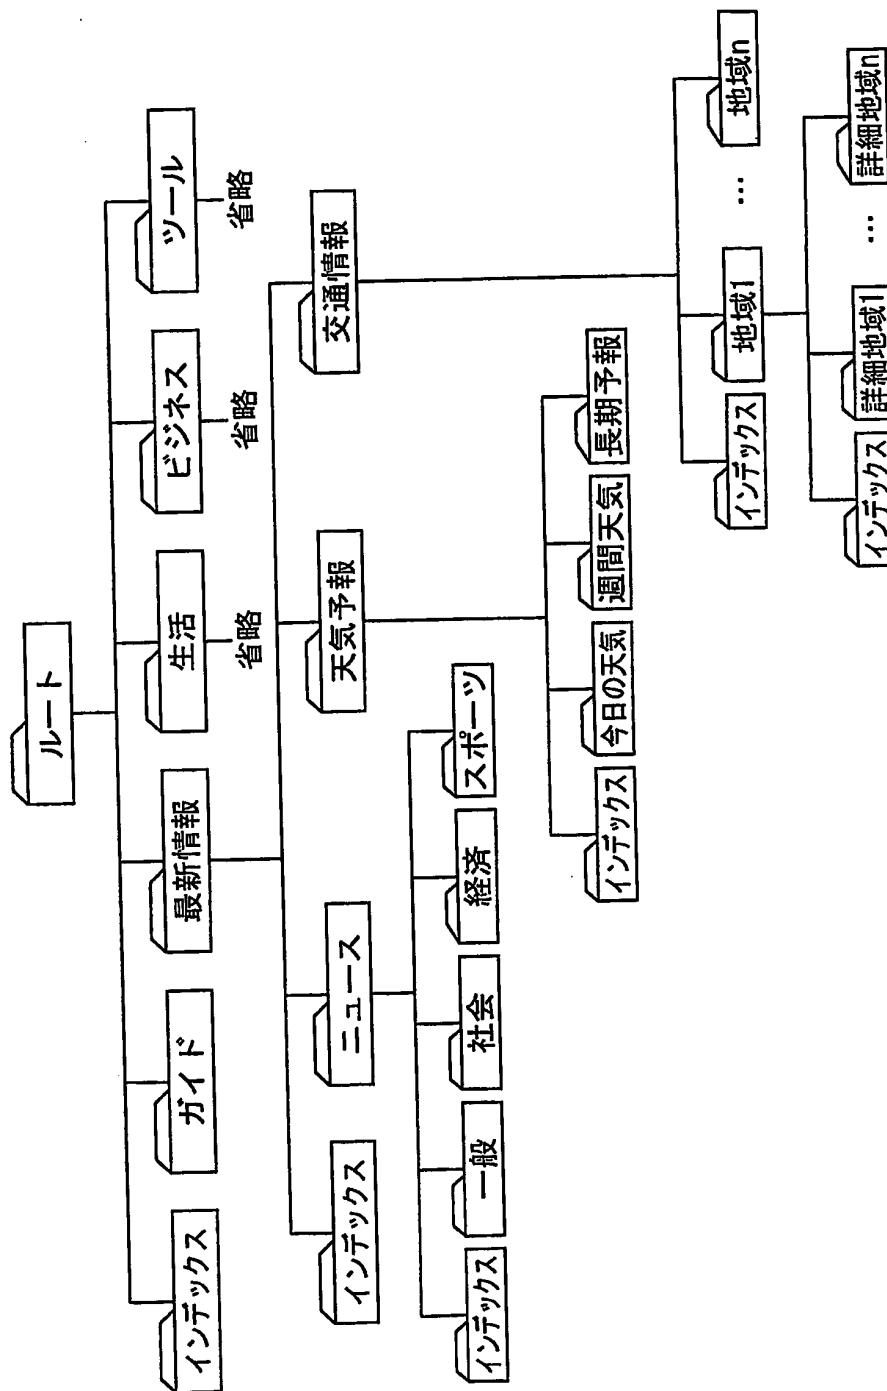 ルート
インデックス
ガイド
最新情報
生活
ビジネス
ツール
省略
省略
省略
インデックス
ニュース
天気予報
交通情報
インデックス
一般
社会
経済
スポーツ
インデックス
今日の天気
週間天気
長期予報
インデックス
地域1
…
地域n
インデックス
詳細地域1
…
詳細地域n